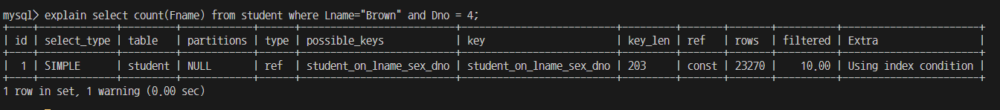 mysql> explain select count(Fname) from student where Lname="Brown" and Dno = 4;
+----+-------------+---------+------------+------+--------------------------+--------------------------+---------+-------+-------+----------+-----------------------+
| id | select_type | table   | partitions | type | possible_keys            | key                      | key_len | ref   | rows  | filtered | Extra                 |
+----+-------------+---------+------------+------+--------------------------+--------------------------+---------+-------+-------+----------+-----------------------+
|  1 | SIMPLE      | student | NULL       | ref  | student_on_lname_sex_dno | student_on_lname_sex_dno | 203     | const | 23270 |    10.00 | Using index condition |
+----+-------------+---------+------------+------+--------------------------+--------------------------+---------+-------+-------+----------+-----------------------+
1 row in set, 1 warning (0.00 sec)